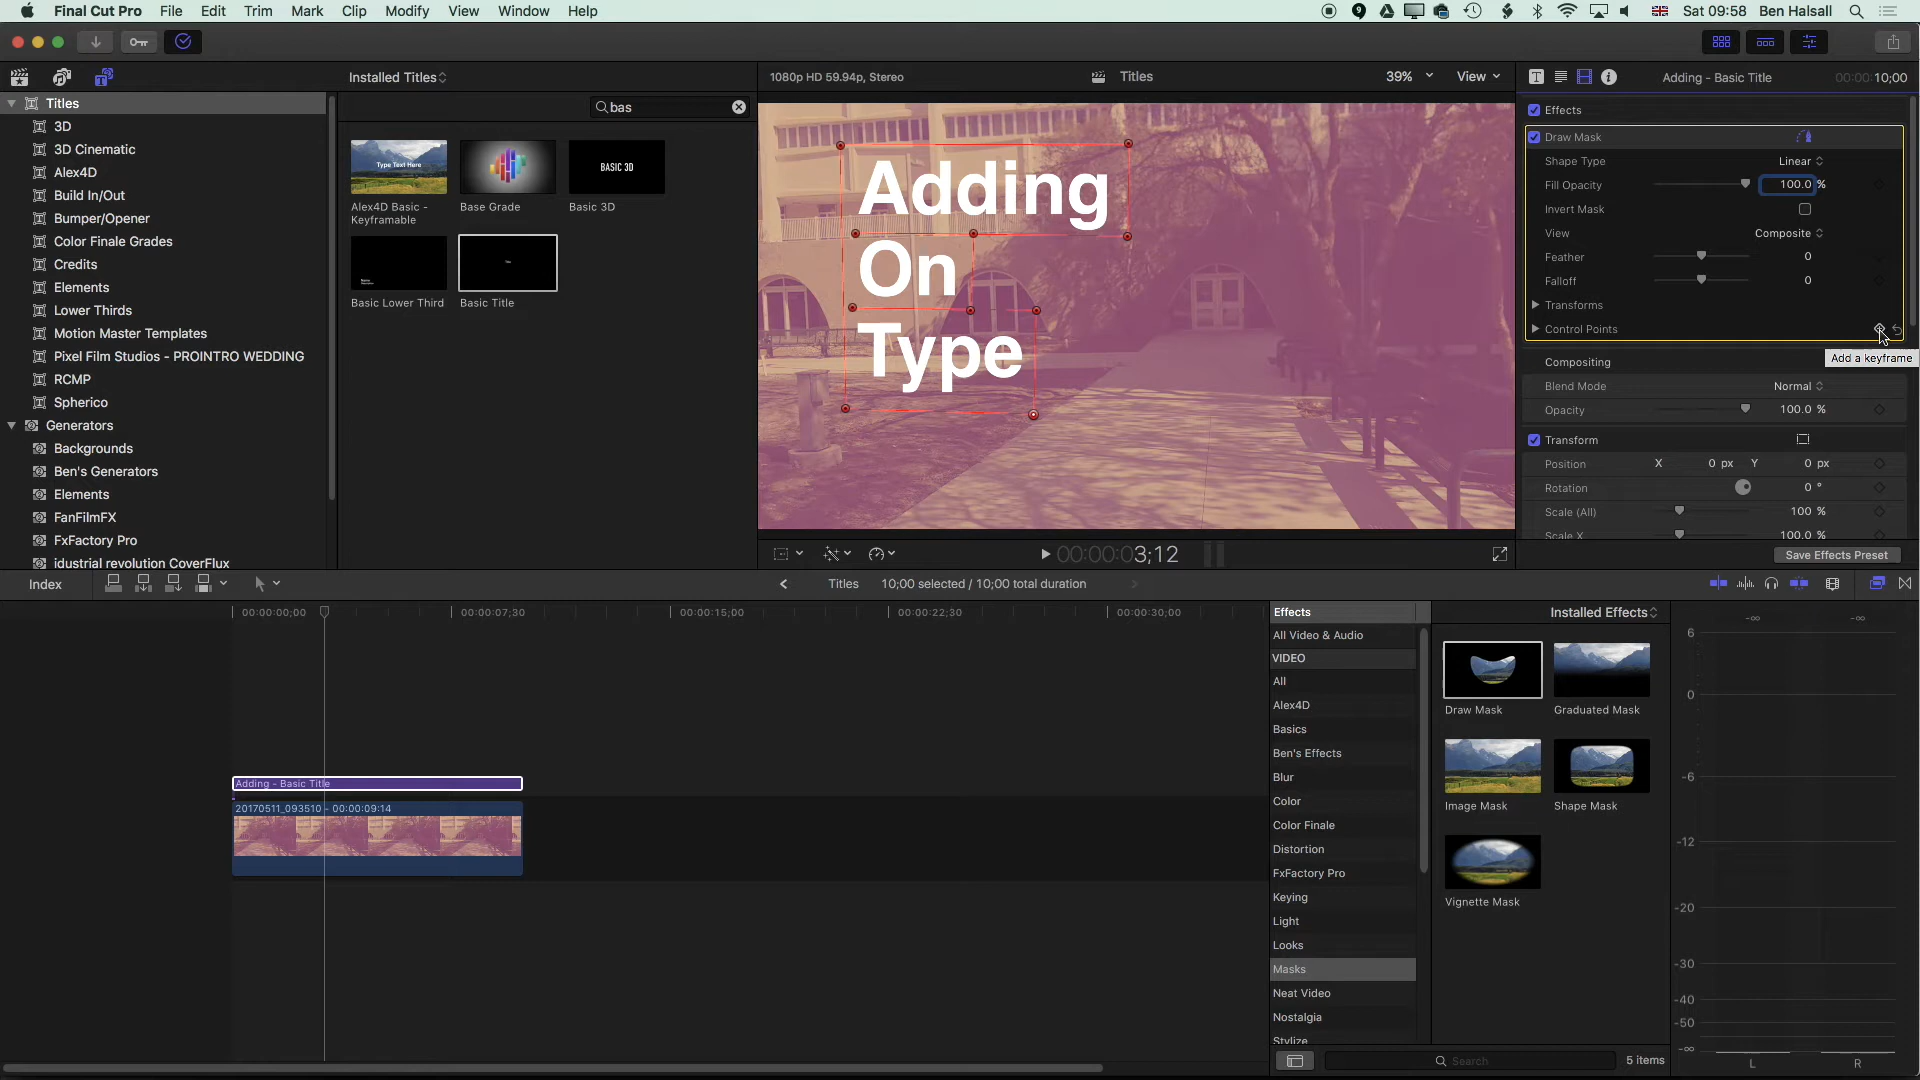 Final Cut Pro File Edit Trim Mark Clip Modify View Window Help
9 Sat 09:58 Ben Halsall
Installed Titles
1080p HD 59.94p, Stereo
Titles
39%
View
Adding - Basic Title
00:00:00:10;00
Titles
3D
3D Cinematic
Alex4D
Build In/Out
Bumper/Opener
Color Finale Grades
Credits
Elements
Lower Thirds
Motion Master Templates
Pixel Film Studios - PROINTRO WEDDING
RCMP
Spherico
Generators
Backgrounds
Ben's Generators
Elements
FanFilmFX
FxFactory Pro
idustrial revolution CoverFlux
bas
Type Text Here
BASIC 3D
Alex4D Basic -
Keyframable
Base Grade
Basic 3D
Basic Lower Third
Title
Basic Title
Adding
On
Type
Effects
Draw Mask
Shape Type Linear
Fill Opacity 100.0 %
Invert Mask
View Composite
Feather 0
Falloff 0
Transforms
Control Points
Add a keyframe
Compositing
Blend Mode Normal
Opacity 100.0 %
Transform
Position X 0 px Y 0 px
Rotation 0 °
Scale (All) 100 %
Scale X 100.0 %
Save Effects Preset
00:00:03;12
Index
Titles 10;00 selected / 10;00 total duration
00:00:00;00 00:00:07;30 00:00:15;00 00:00:22;30 00:00:30;00
Adding - Basic Title
20170511_093510 - 00:00:09:14
Effects
Installed Effects
All Video & Audio
VIDEO
All
Alex4D
Basics
Ben's Effects
Blur
Color
Color Finale
Distortion
FxFactory Pro
Keying
Light
Looks
Masks
Neat Video
Nostalgia
Stylize
Draw Mask
Graduated Mask
Image Mask
Shape Mask
Vignette Mask
Search
5 items
-∞ -∞
6
0
-6
-12
-20
-30
-40
-50
-∞
L R